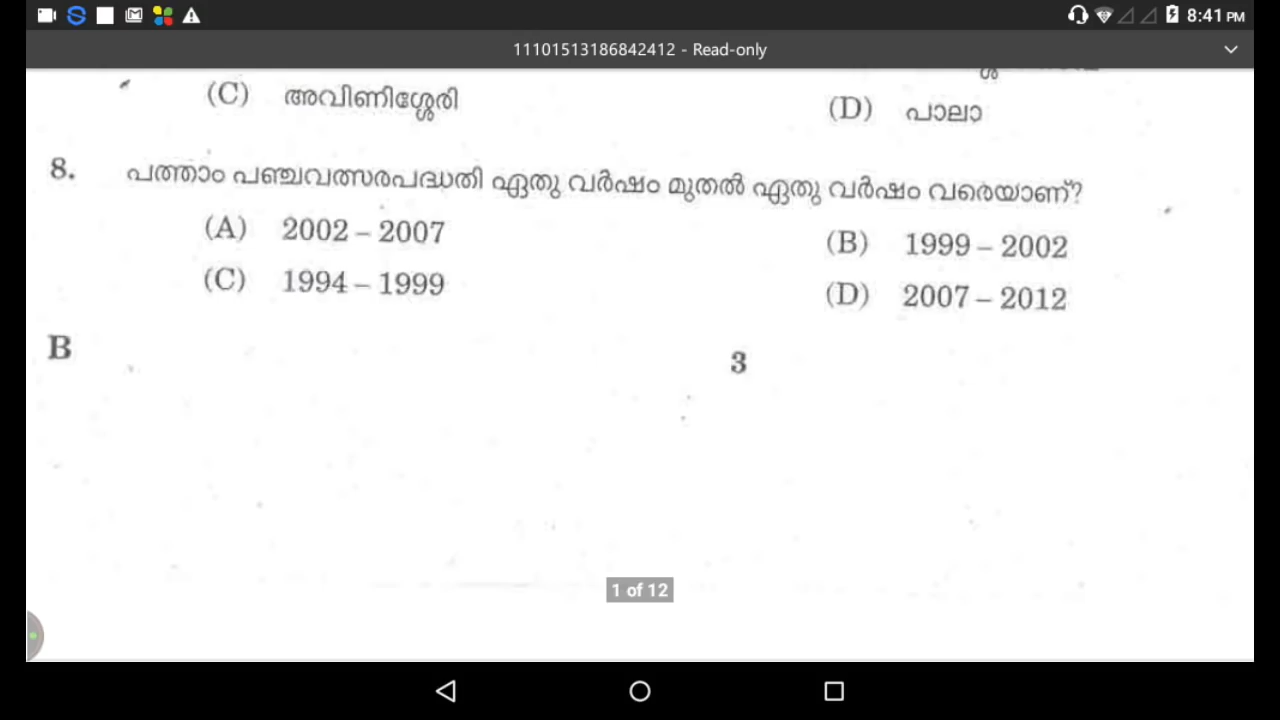 8:41 PM
11101513186842412 - Read-only
(C) അവിണിശ്ശേരി
(D) പാലാ
8. പത്താം പഞ്ചവത്സരപദ്ധതി ഏതു വർഷം മുതൽ ഏതു വർഷം വരെയാണ്?
(A) 2002 – 2007
(B) 1999 – 2002
(C) 1994 – 1999
(D) 2007 – 2012
B
3
1 of 12